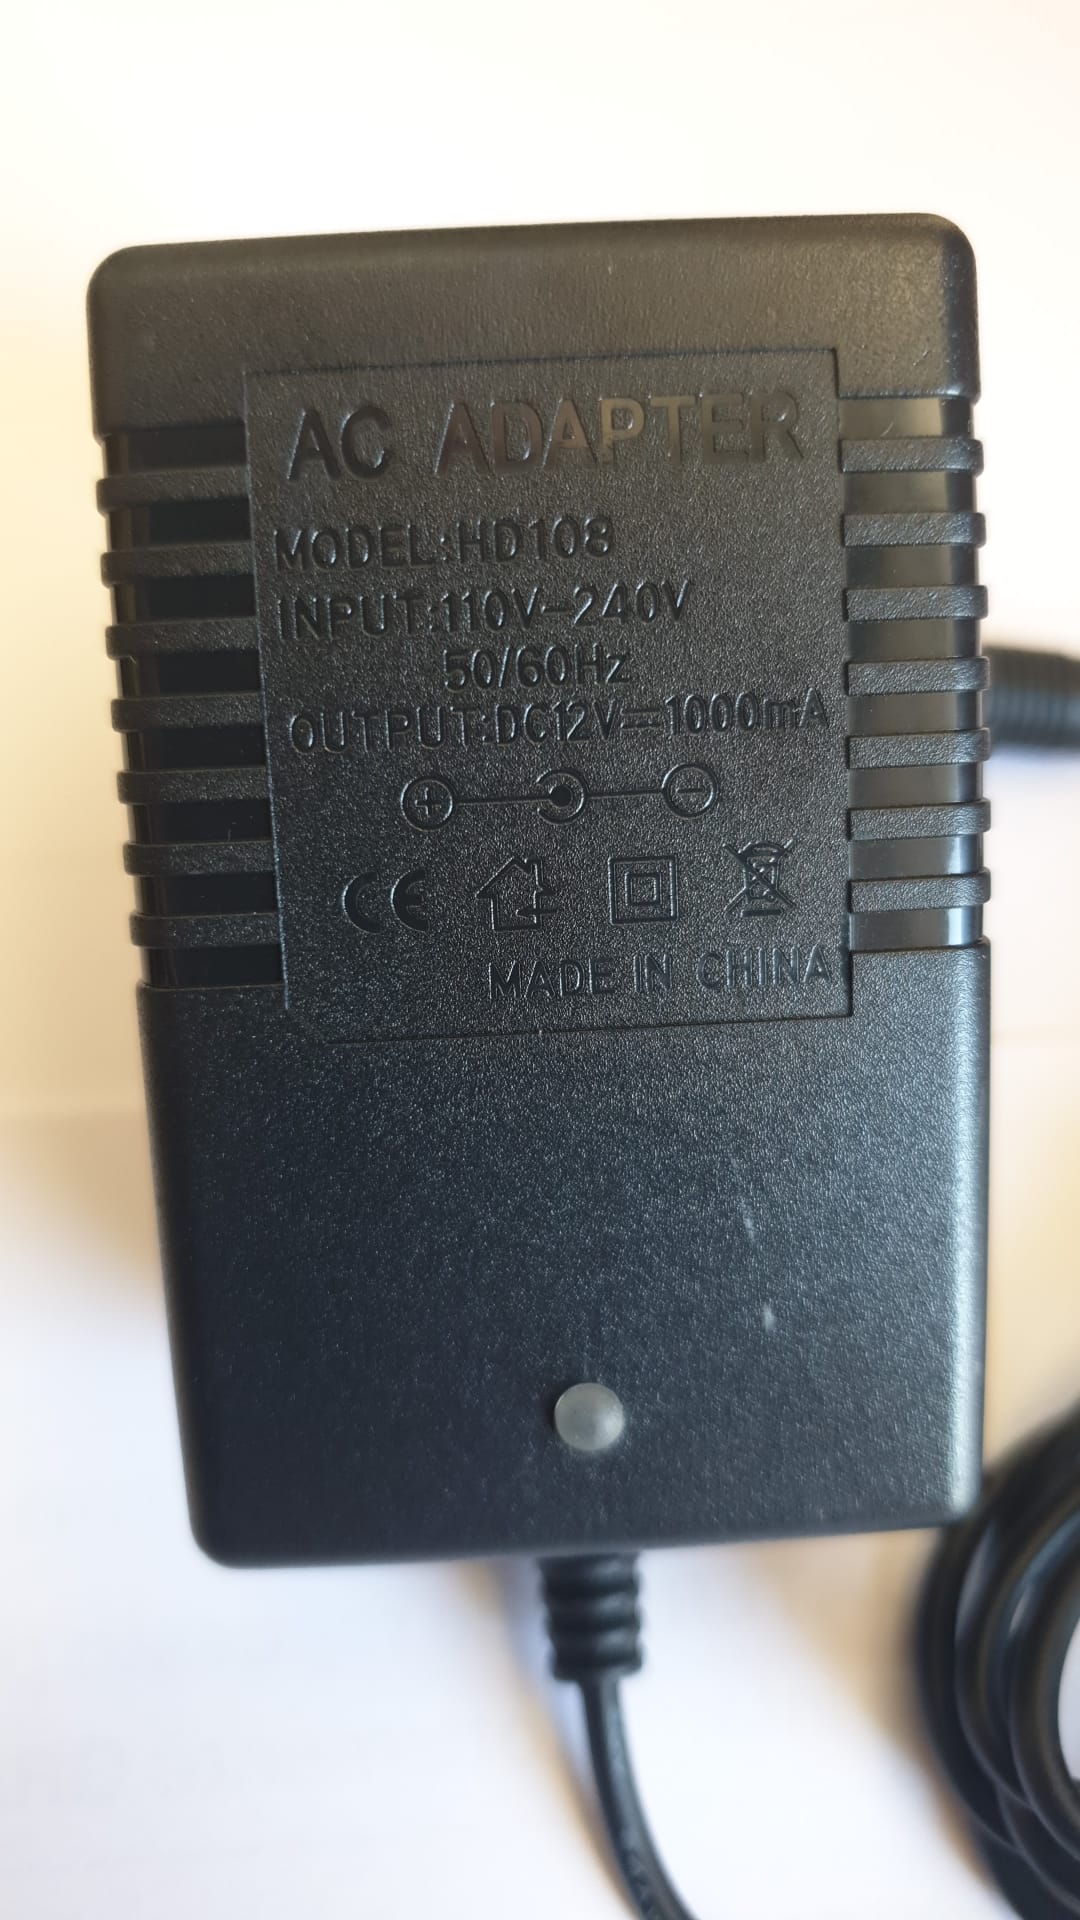 AC ADAPTER
MODEL:HD108
INPUT:110V-240V
50/60Hz
OUTPUT:DC12V⎓1000mA
+ -
CE
MADE IN CHINA